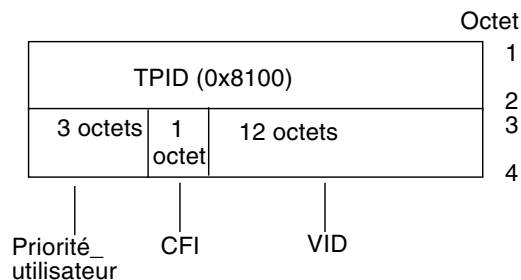 Octet
1
TPID (0x8100)
2
3 octets
1
octet
12 octets
3
4
Priorité_
utilisateur
CFI
VID